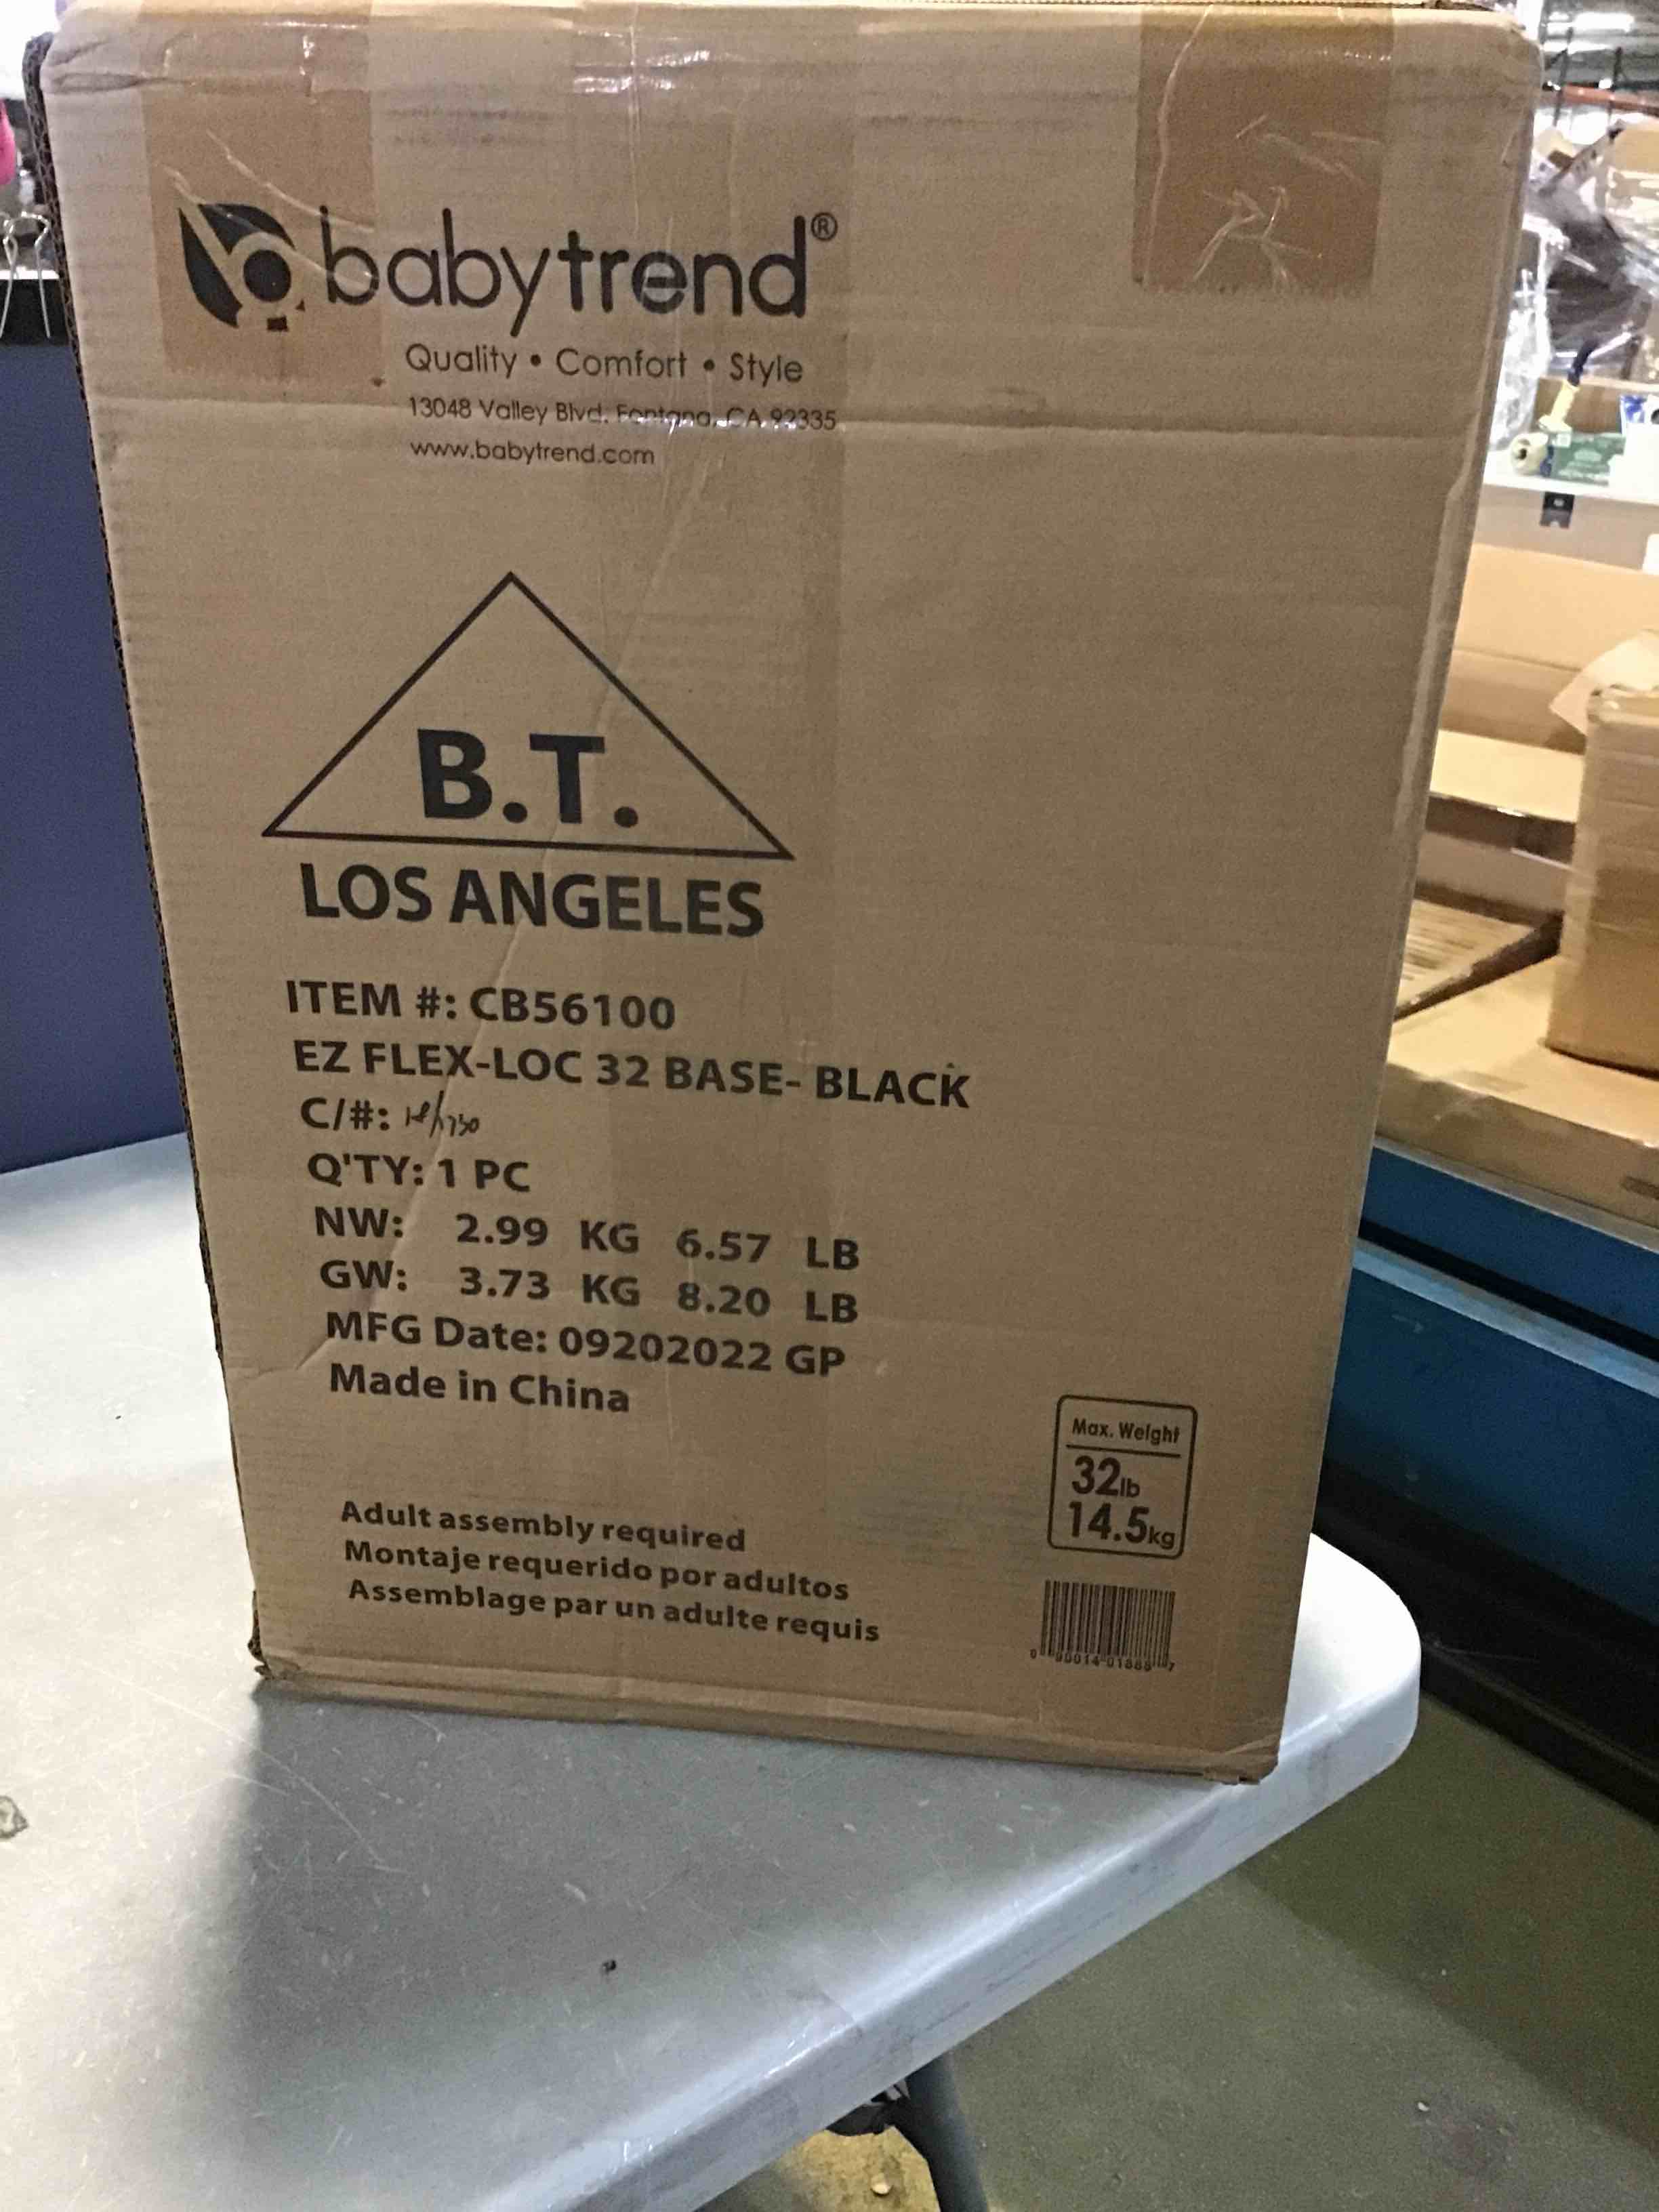 babytrend®
Quality • Comfort • Style
13048 Valley Blvd. Fontana, CA 92335
www.babytrend.com
B.T.
LOS ANGELES
ITEM #: CB56100
EZ FLEX-LOC 32 BASE- BLACK
C/#:
Q'TY: 1 PC
NW: 2.99 KG 6.57 LB
GW: 3.73 KG 8.20 LB
MFG Date: 09202022 GP
Made in China
Max. Weight
32lb
14.5kg
Adult assembly required
Montaje requerido por adultos
Assemblage par un adulte requis